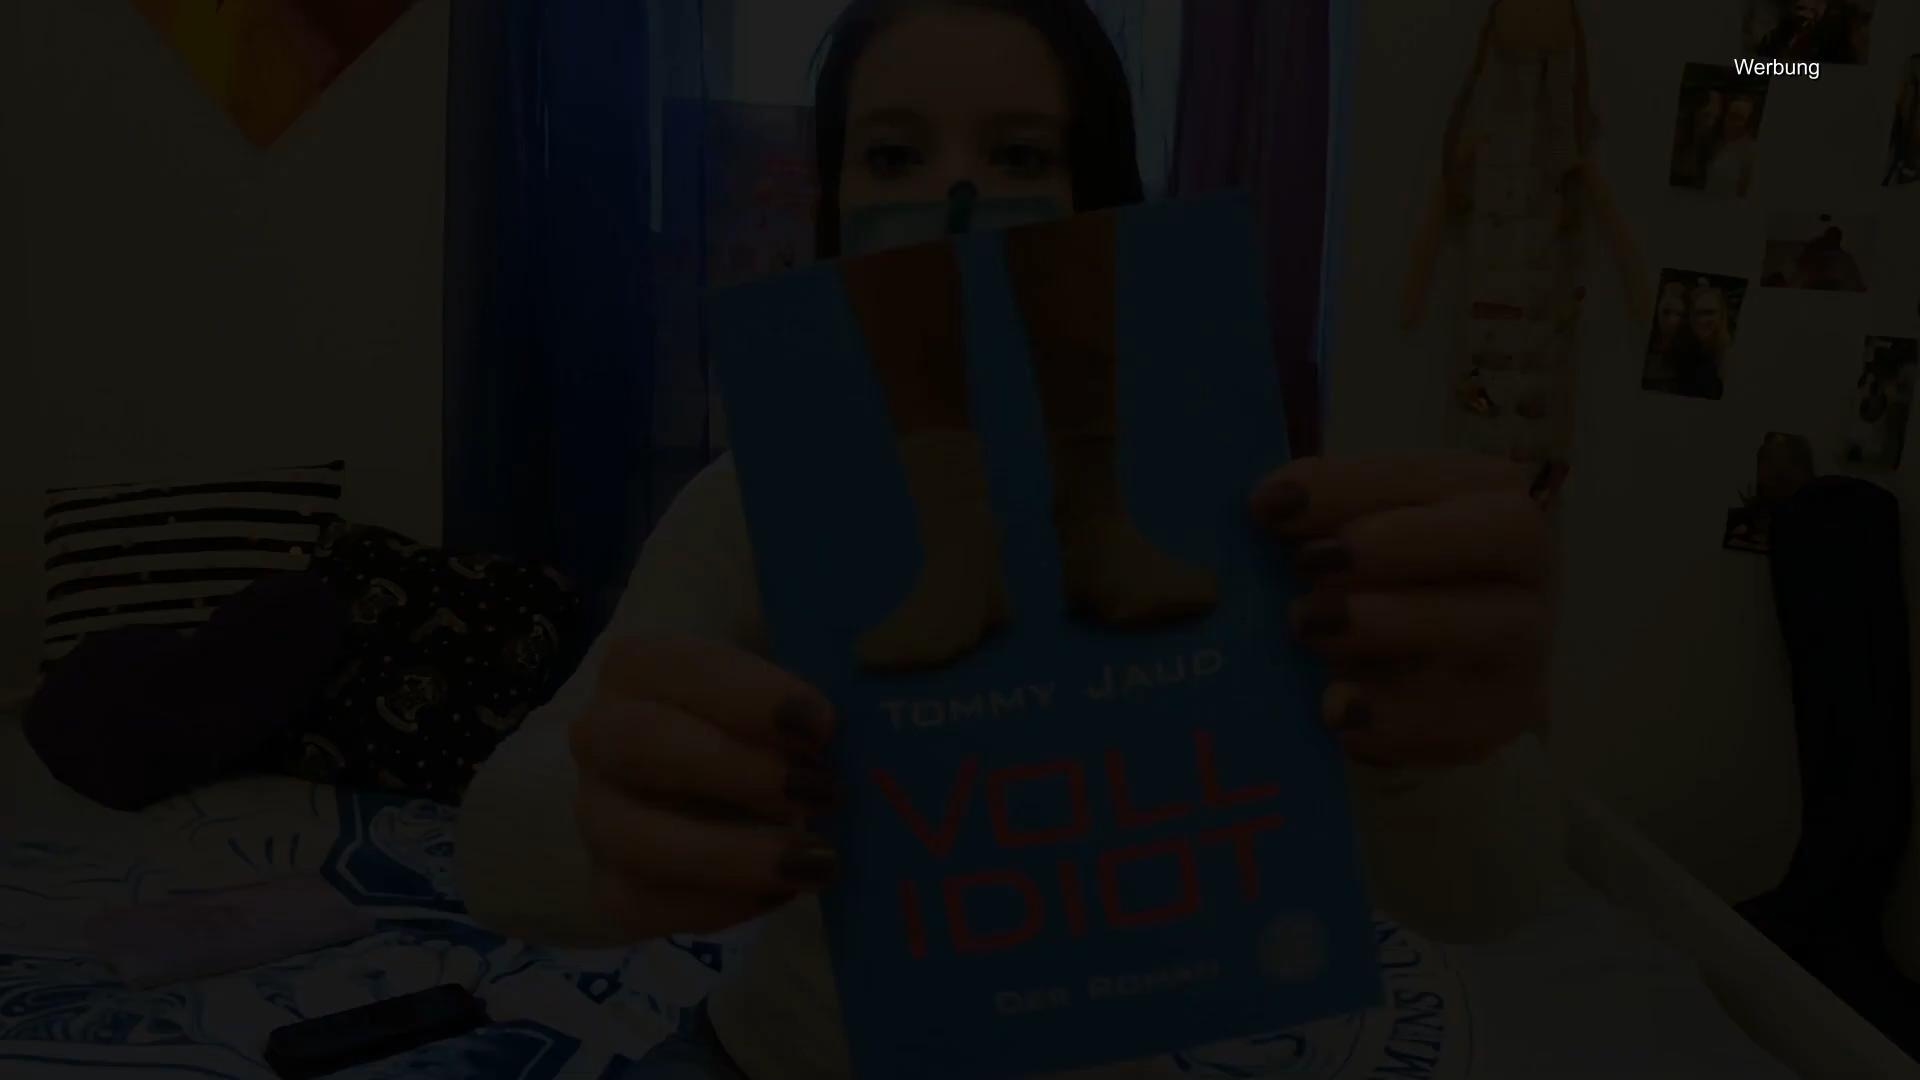 Werbung
TOMMY JAUD
VOLL
IDIOT
DER ROMAN